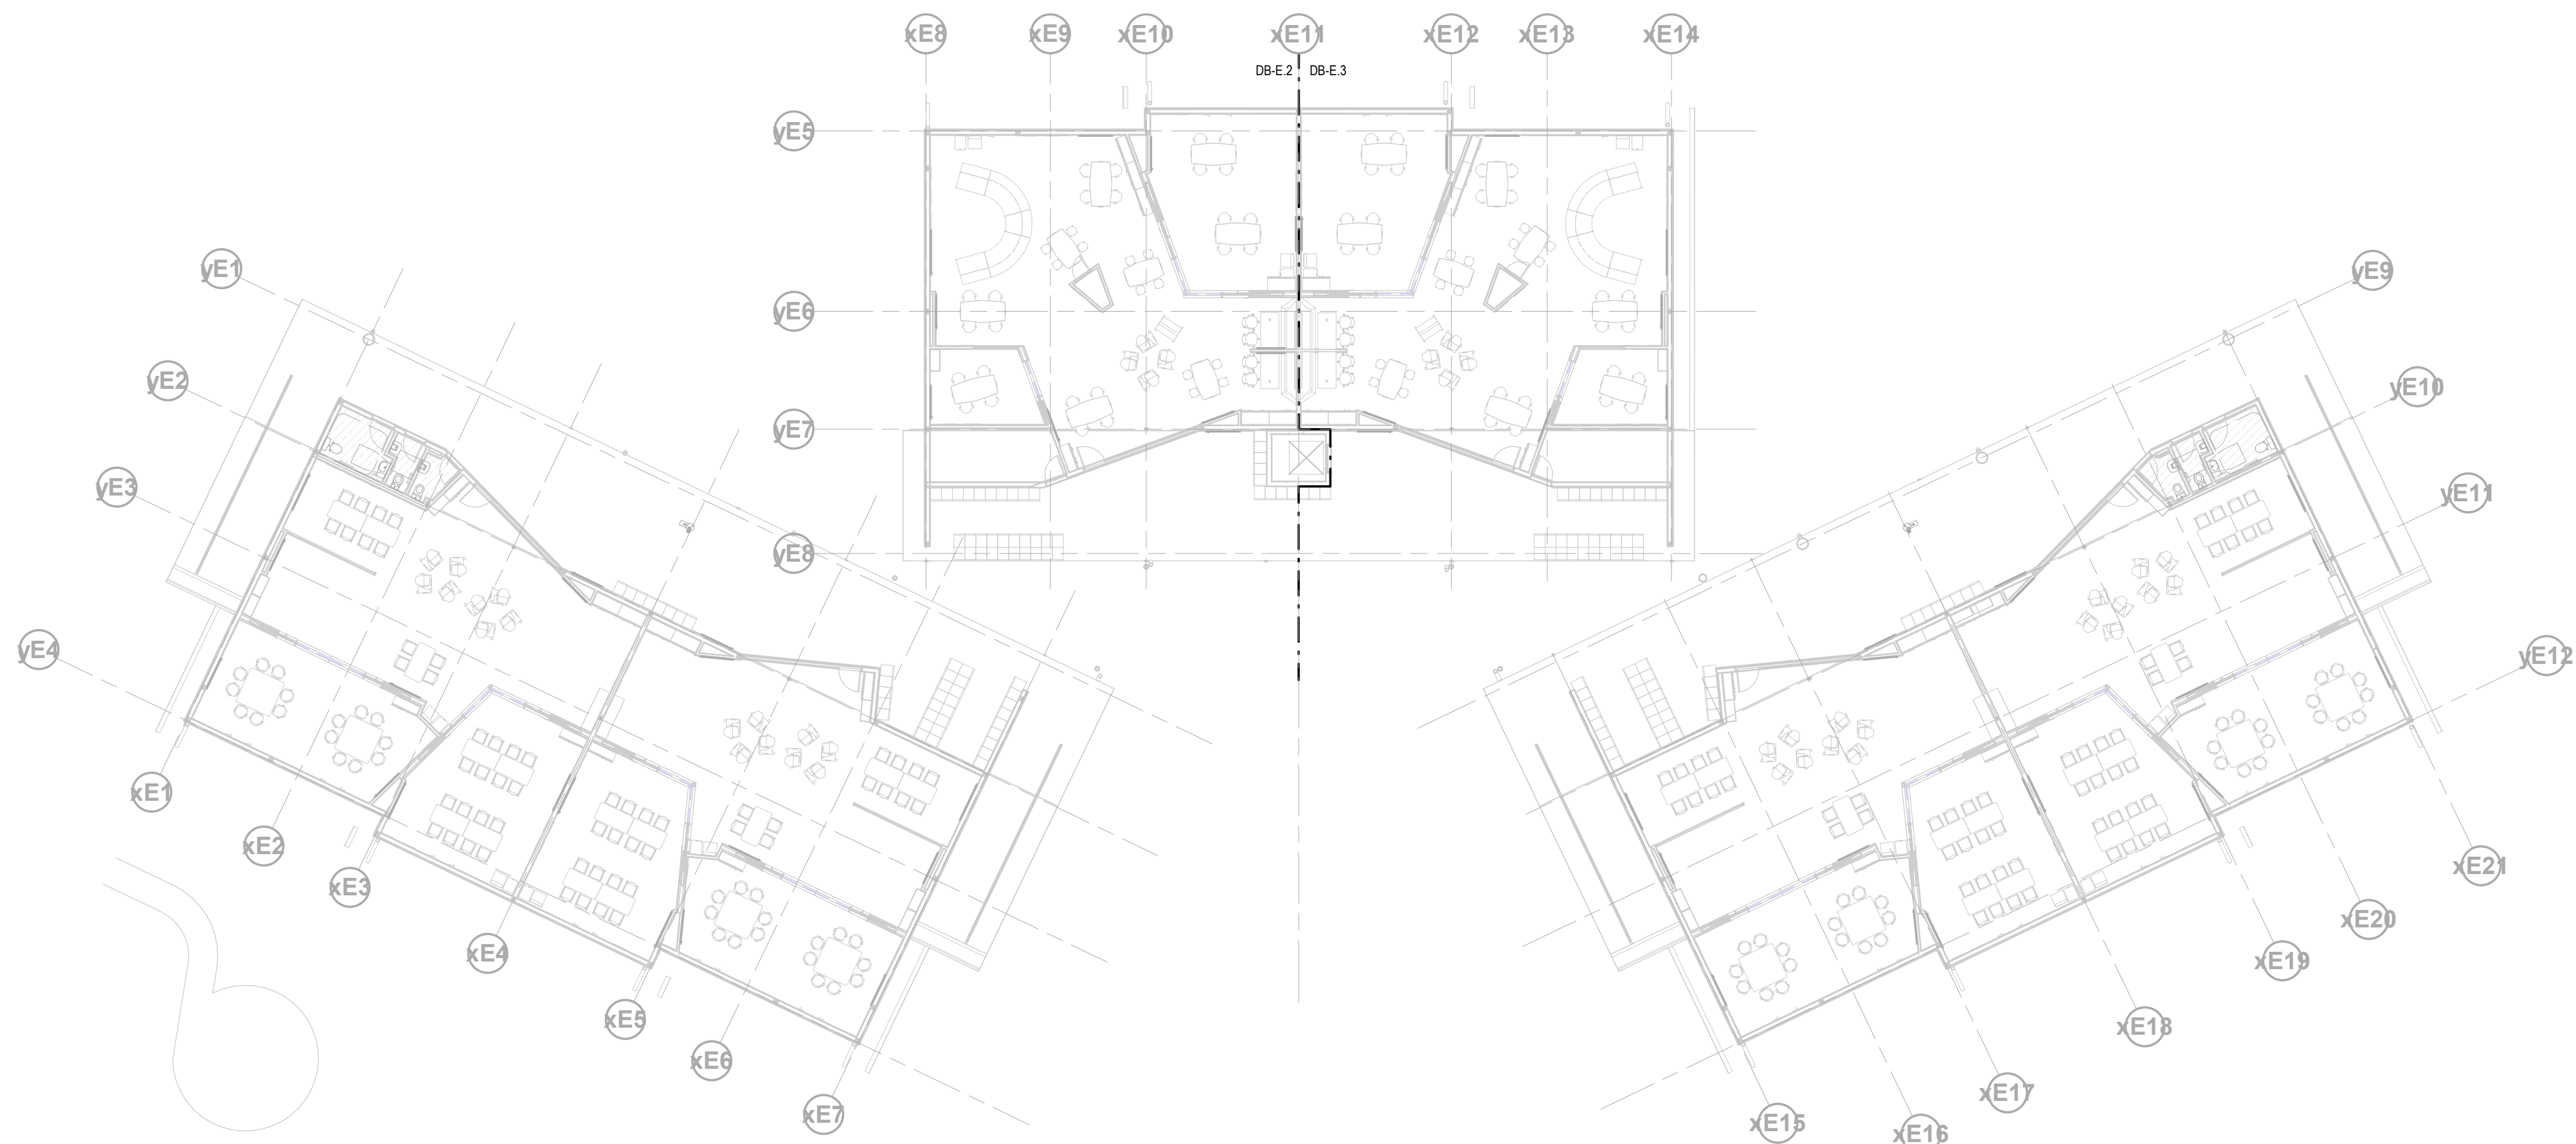 xE8 xE9 xE10 xE11 xE12 xE13 xE14
DB-E.2 DB-E.3
yE5
yE1
yE9
yE6
yE2
yE10
yE7
yE3
yE11
yE8
yE4
yE12
xE1
xE2
xE3
xE4
xE5
xE6
xE7
xE21
xE20
xE19
xE18
xE17
xE15
xE16